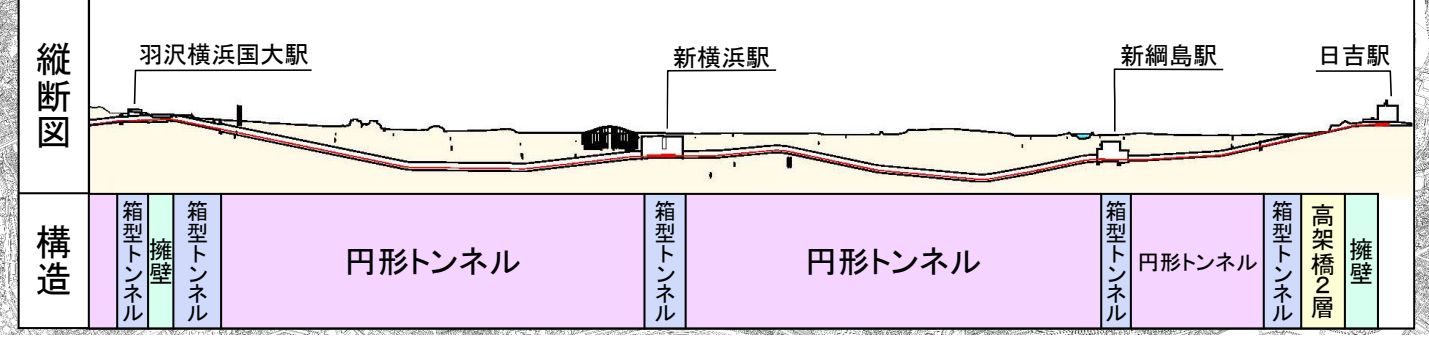 縦断図
羽沢横浜国大駅
新横浜駅
新綱島駅
日吉駅
構造
箱型トンネル
擁壁
箱型トンネル
円形トンネル
箱型トンネル
円形トンネル
箱型トンネル
円形トンネル
箱型トンネル
高架橋2層
擁壁